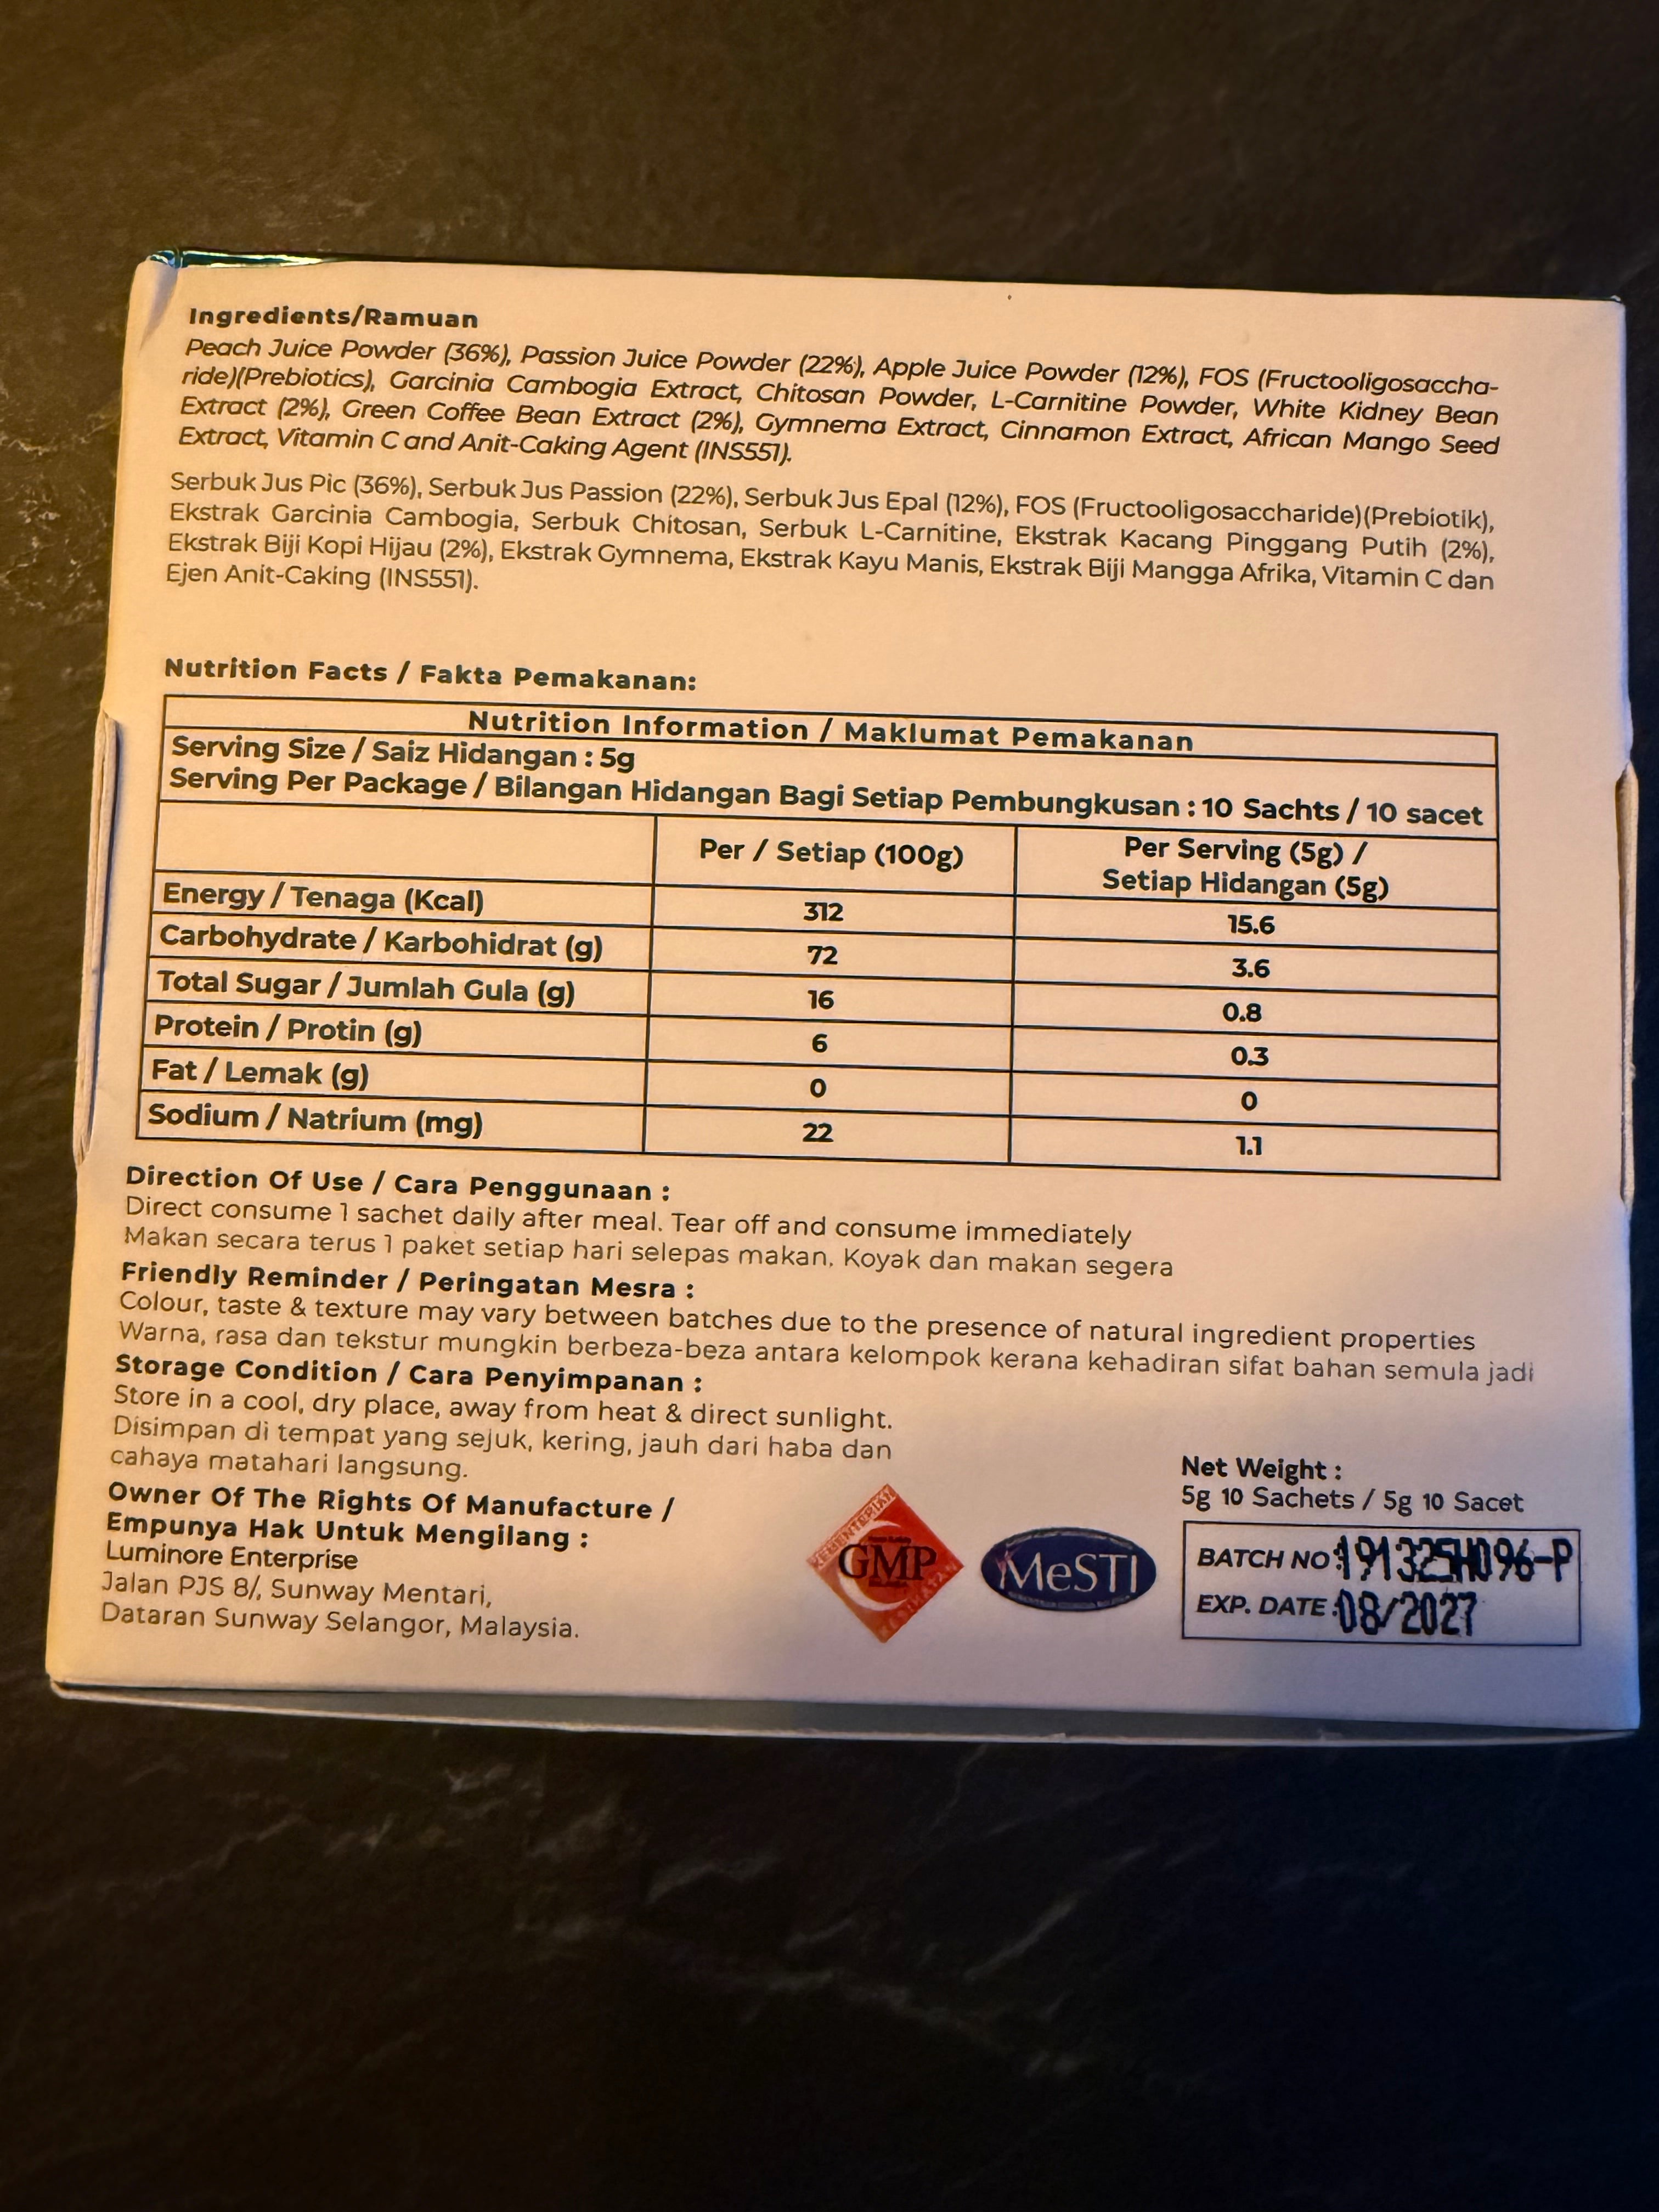 Ingredients/Ramuan
Peach Juice Powder (36%), Passion Juice Powder (22%), Apple Juice Powder (12%), FOS (Fructooligosaccha-
ride)(Prebiotics), Garcinia Cambogia Extract, Chitosan Powder, L-Carnitine Powder, White Kidney Bean
Extract (2%), Green Coffee Bean Extract (2%), Gymnema Extract, Cinnamon Extract, African Mango Seed
Extract, Vitamin C and Anit-Caking Agent (INS551).
Serbuk Jus Pic (36%), Serbuk Jus Passion (22%), Serbuk Jus Epal (12%), FOS (Fructooligosaccharide)(Prebiotik),
Ekstrak Garcinia Cambogia, Serbuk Chitosan, Serbuk L-Carnitine, Ekstrak Kacang Pinggang Putih (2%),
Ekstrak Biji Kopi Hijau (2%), Ekstrak Gymnema, Ekstrak Kayu Manis, Ekstrak Biji Mangga Afrika, Vitamin C dan
Ejen Anit-Caking (INS551).
Nutrition Facts / Fakta Pemakanan:
Nutrition Information / Maklumat Pemakanan
Serving Size / Saiz Hidangan : 5g
Serving Per Package / Bilangan Hidangan Bagi Setiap Pembungkusan : 10 Sachts / 10 sacet
Per / Setiap (100g) Per Serving (5g) /
Setiap Hidangan (5g)
Energy / Tenaga (Kcal) 312 15.6
Carbohydrate / Karbohidrat (g) 72 3.6
Total Sugar / Jumlah Gula (g) 16 0.8
Protein / Protin (g) 6 0.3
Fat / Lemak (g) 0 0
Sodium / Natrium (mg) 22 1.1
Direction Of Use / Cara Penggunaan :
Direct consume 1 sachet daily after meal. Tear off and consume immediately
Makan secara terus 1 paket setiap hari selepas makan. Koyak dan makan segera
Friendly Reminder / Peringatan Mesra :
Colour, taste & texture may vary between batches due to the presence of natural ingredient properties
Warna, rasa dan tekstur mungkin berbeza-beza antara kelompok kerana kehadiran sifat bahan semula jadi
Storage Condition / Cara Penyimpanan :
Store in a cool, dry place, away from heat & direct sunlight.
Disimpan di tempat yang sejuk, kering, jauh dari haba dan
cahaya matahari langsung.
Owner Of The Rights Of Manufacture /
Empunya Hak Untuk Mengilang :
Luminore Enterprise
Jalan PJS 8/, Sunway Mentari,
Dataran Sunway Selangor, Malaysia.
GMP
MeSTI
Net Weight :
5g 10 Sachets / 5g 10 Sacet
BATCH NO : 191325H096-P
EXP. DATE : 08/2027